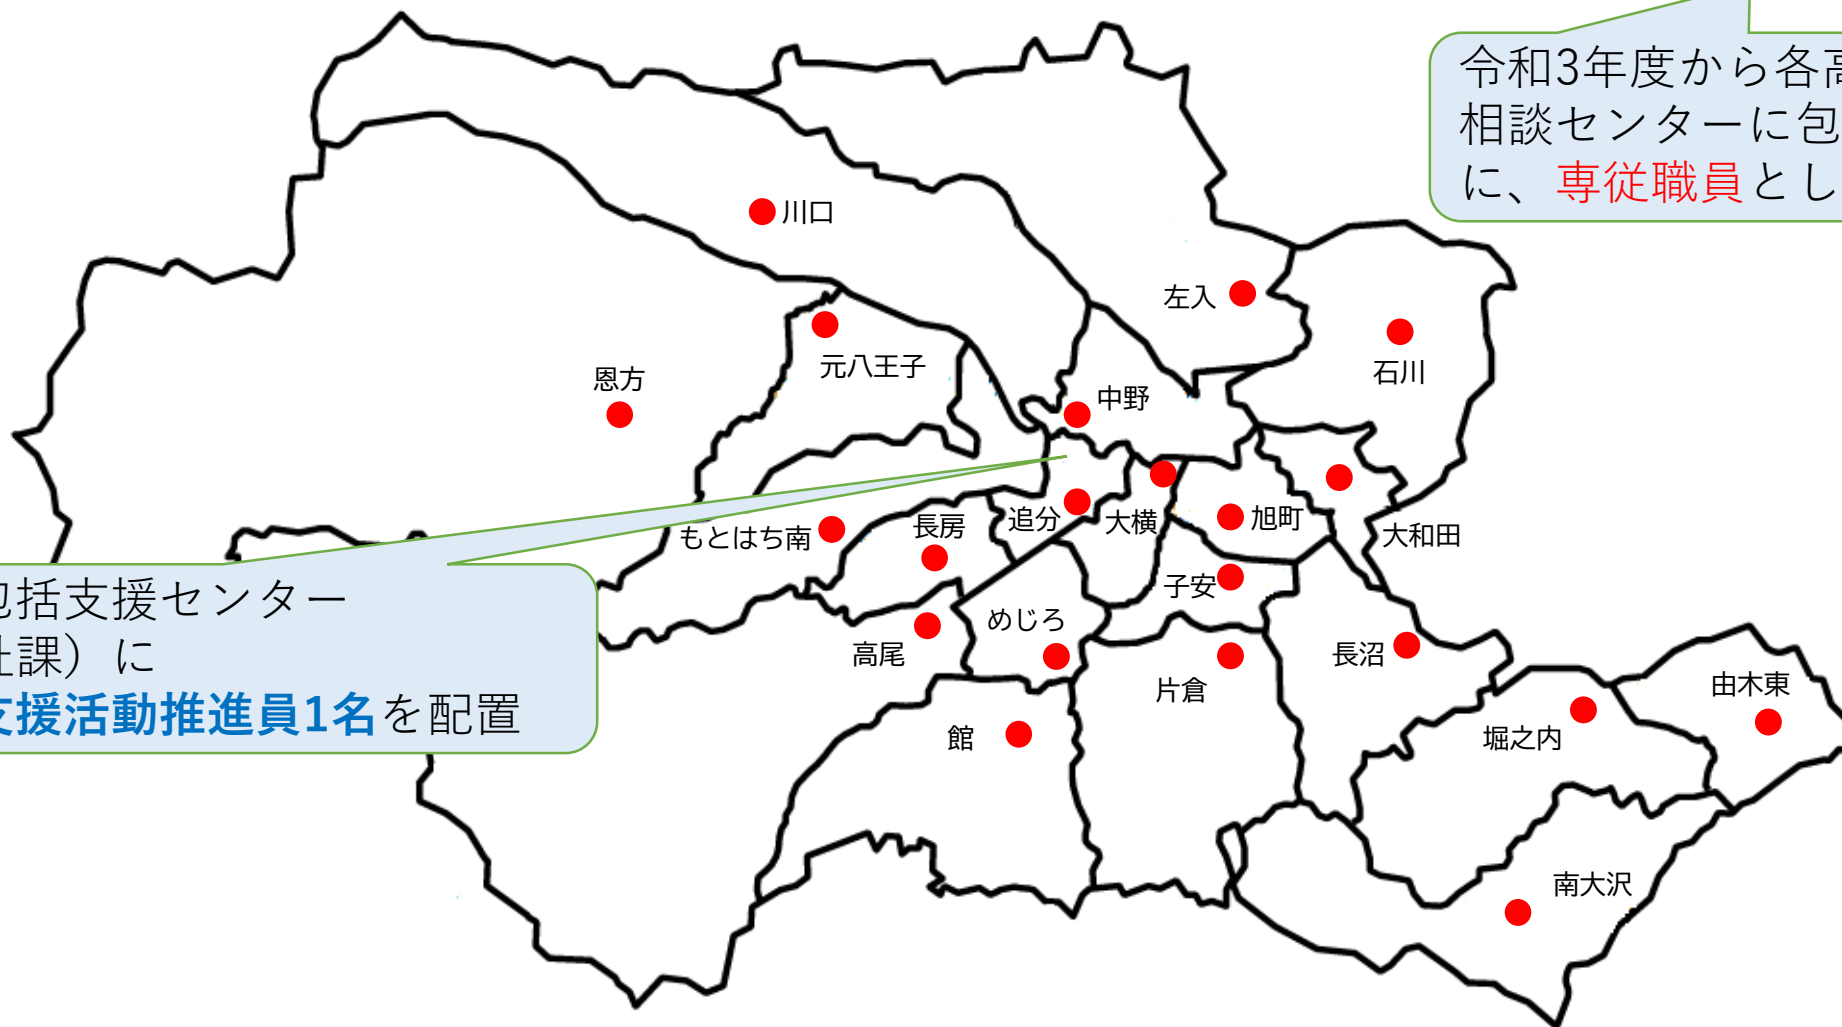 令和3年度から各高
相談センターに包
に、専従職員とし
川口
左入
元八王子
石川
恩方
中野
もとはち南
長房
追分
大横
旭町
大和田
子安
めじろ
高尾
長沼
片倉
由木東
館
堀之内
南大沢
包括支援センター
祉課）に
支援活動推進員1名を配置